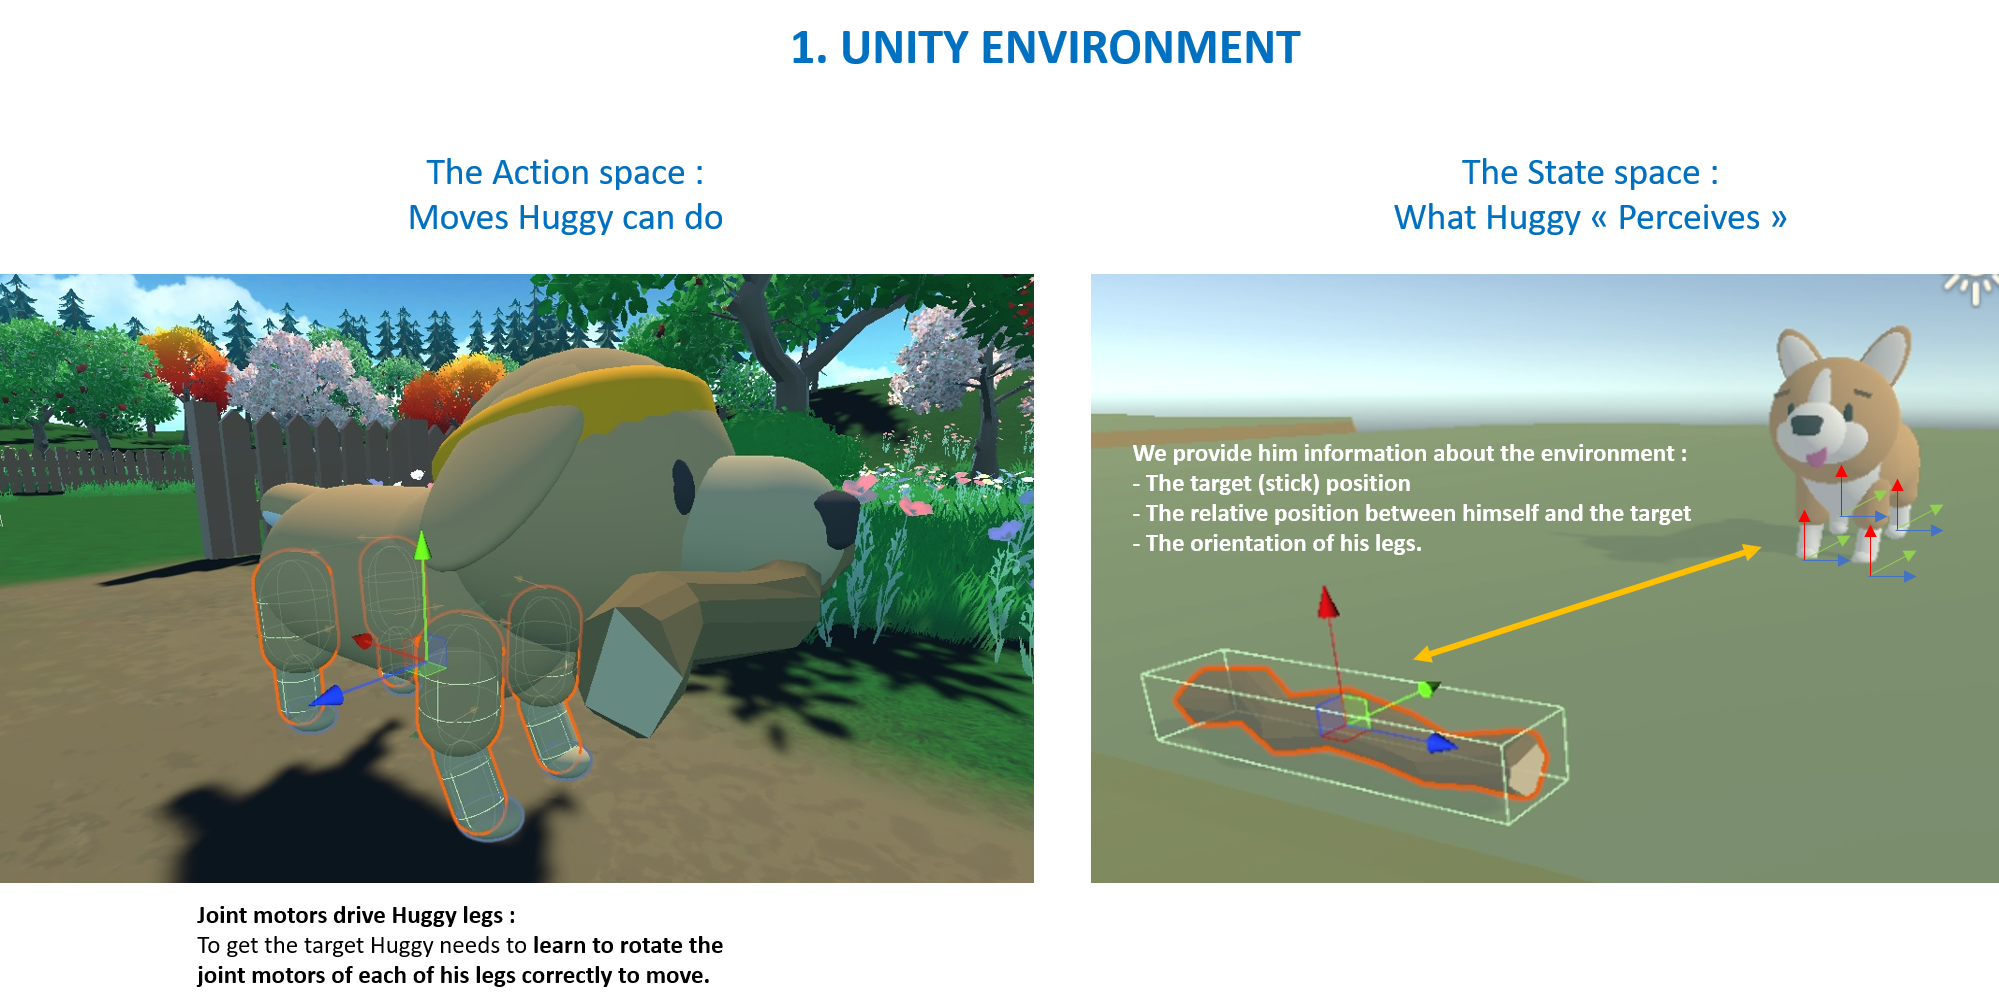 1. UNITY ENVIRONMENT
The Action space :
Moves Huggy can do
The State space :
What Huggy « Perceives »
We provide him information about the environment :
- The target (stick) position
- The relative position between himself and the target
- The orientation of his legs.
Joint motors drive Huggy legs :
To get the target Huggy needs to learn to rotate the
joint motors of each of his legs correctly to move.